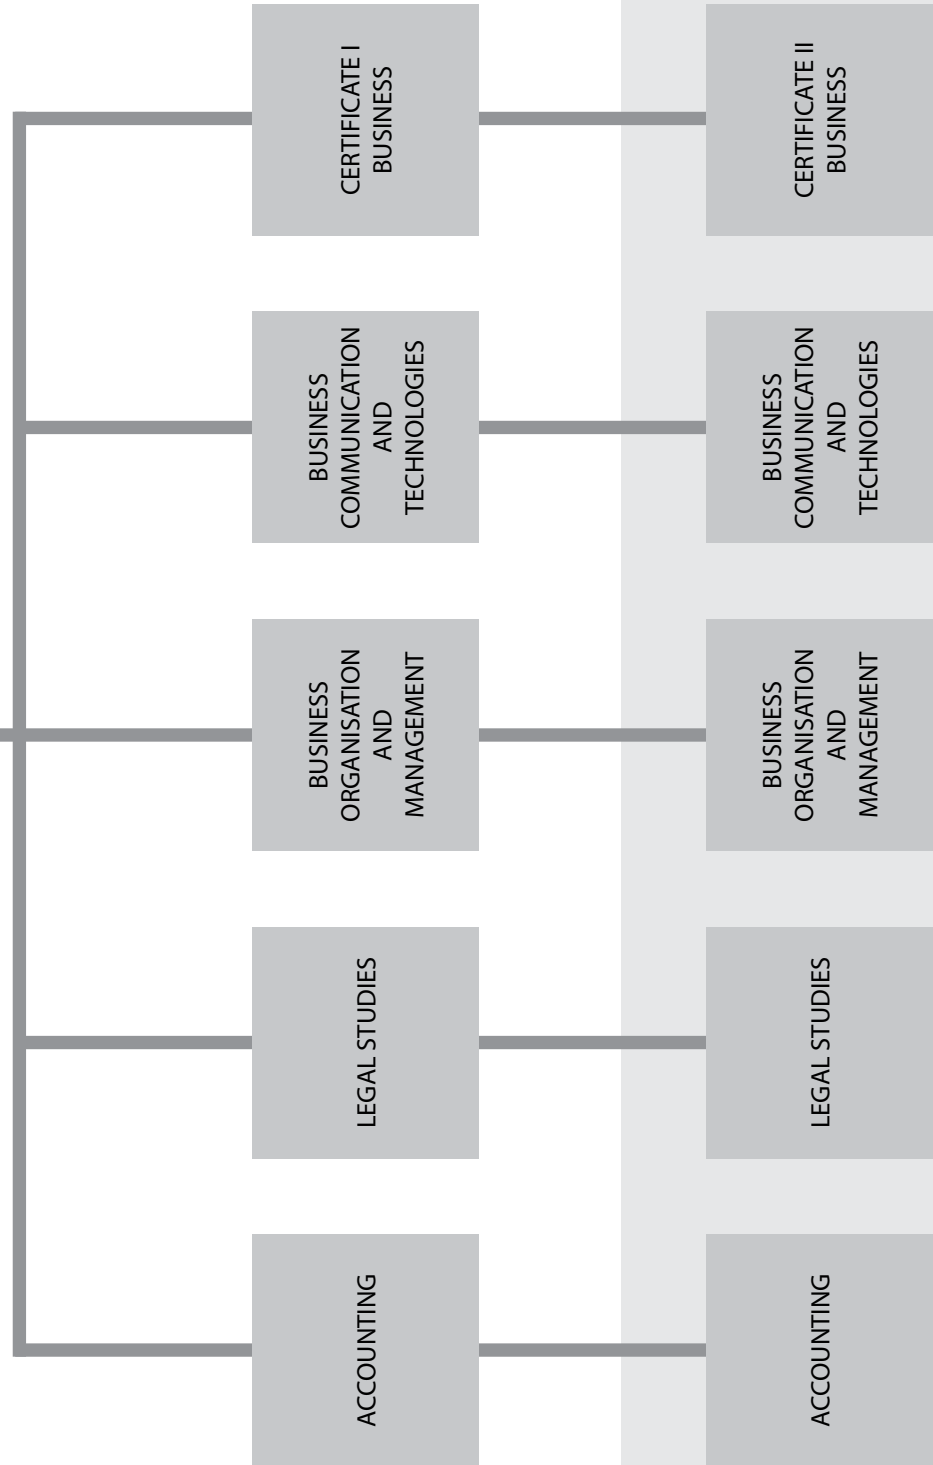 ACCOUNTING
LEGAL STUDIES
BUSINESS
ORGANISATION
AND
MANAGEMENT
BUSINESS
COMMUNICATION
AND
TECHNOLOGIES
CERTIFICATE I
BUSINESS
ACCOUNTING
LEGAL STUDIES
BUSINESS
ORGANISATION
AND
MANAGEMENT
BUSINESS
COMMUNICATION
AND
TECHNOLOGIES
CERTIFICATE II
BUSINESS